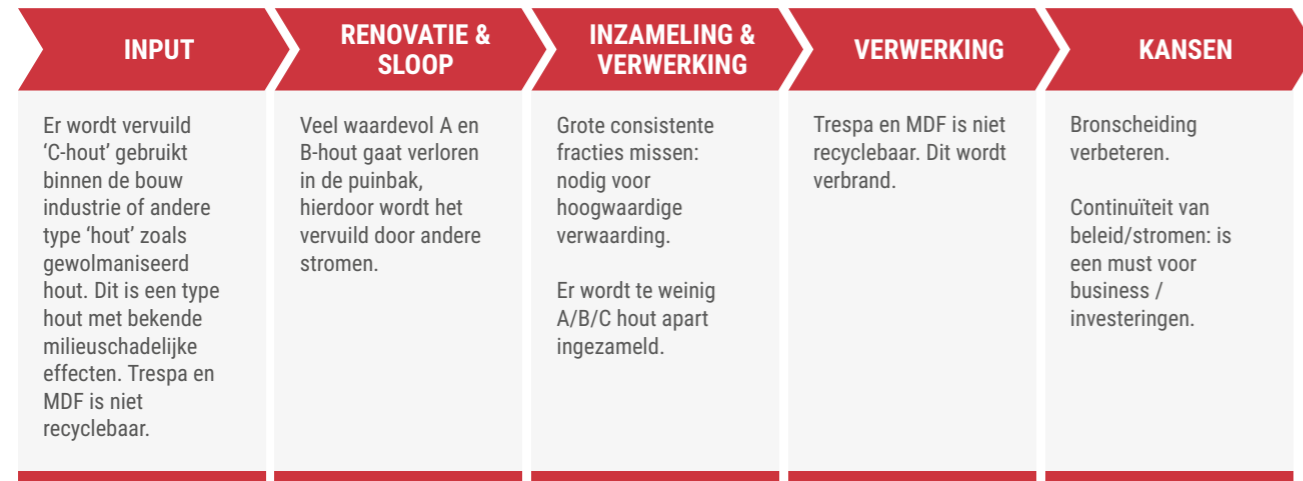 INPUT
Er wordt vervuild
‘C-hout’ gebruikt
binnen de bouw
industrie of andere
type ‘hout’ zoals
gewolmaniseerd
hout. Dit is een type
hout met bekende
milieuschadelijke
effecten. Trespa en
MDF is niet
recyclebaar.
RENOVATIE &
SLOOP
Veel waardevol A en
B-hout gaat verloren
in de puinbak,
hierdoor wordt het
vervuild door andere
stromen.
INZAMELING &
VERWERKING
Grote consistente
fracties missen:
nodig voor
hoogwaardige
verwaarding.
Er wordt te weinig
A/B/C hout apart
ingezameld.
VERWERKING
Trespa en MDF is niet
recyclebaar. Dit wordt
verbrand.
KANSEN
Bronscheiding
verbeteren.
Continuïteit van
beleid/stromen: is
een must voor
business /
investeringen.